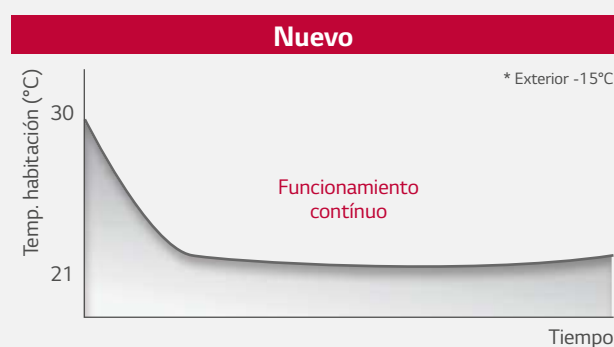 Nuevo
* Exterior -15°C
Temp. habitación (°C)
30
Funcionamiento
contínuo
21
Tiempo